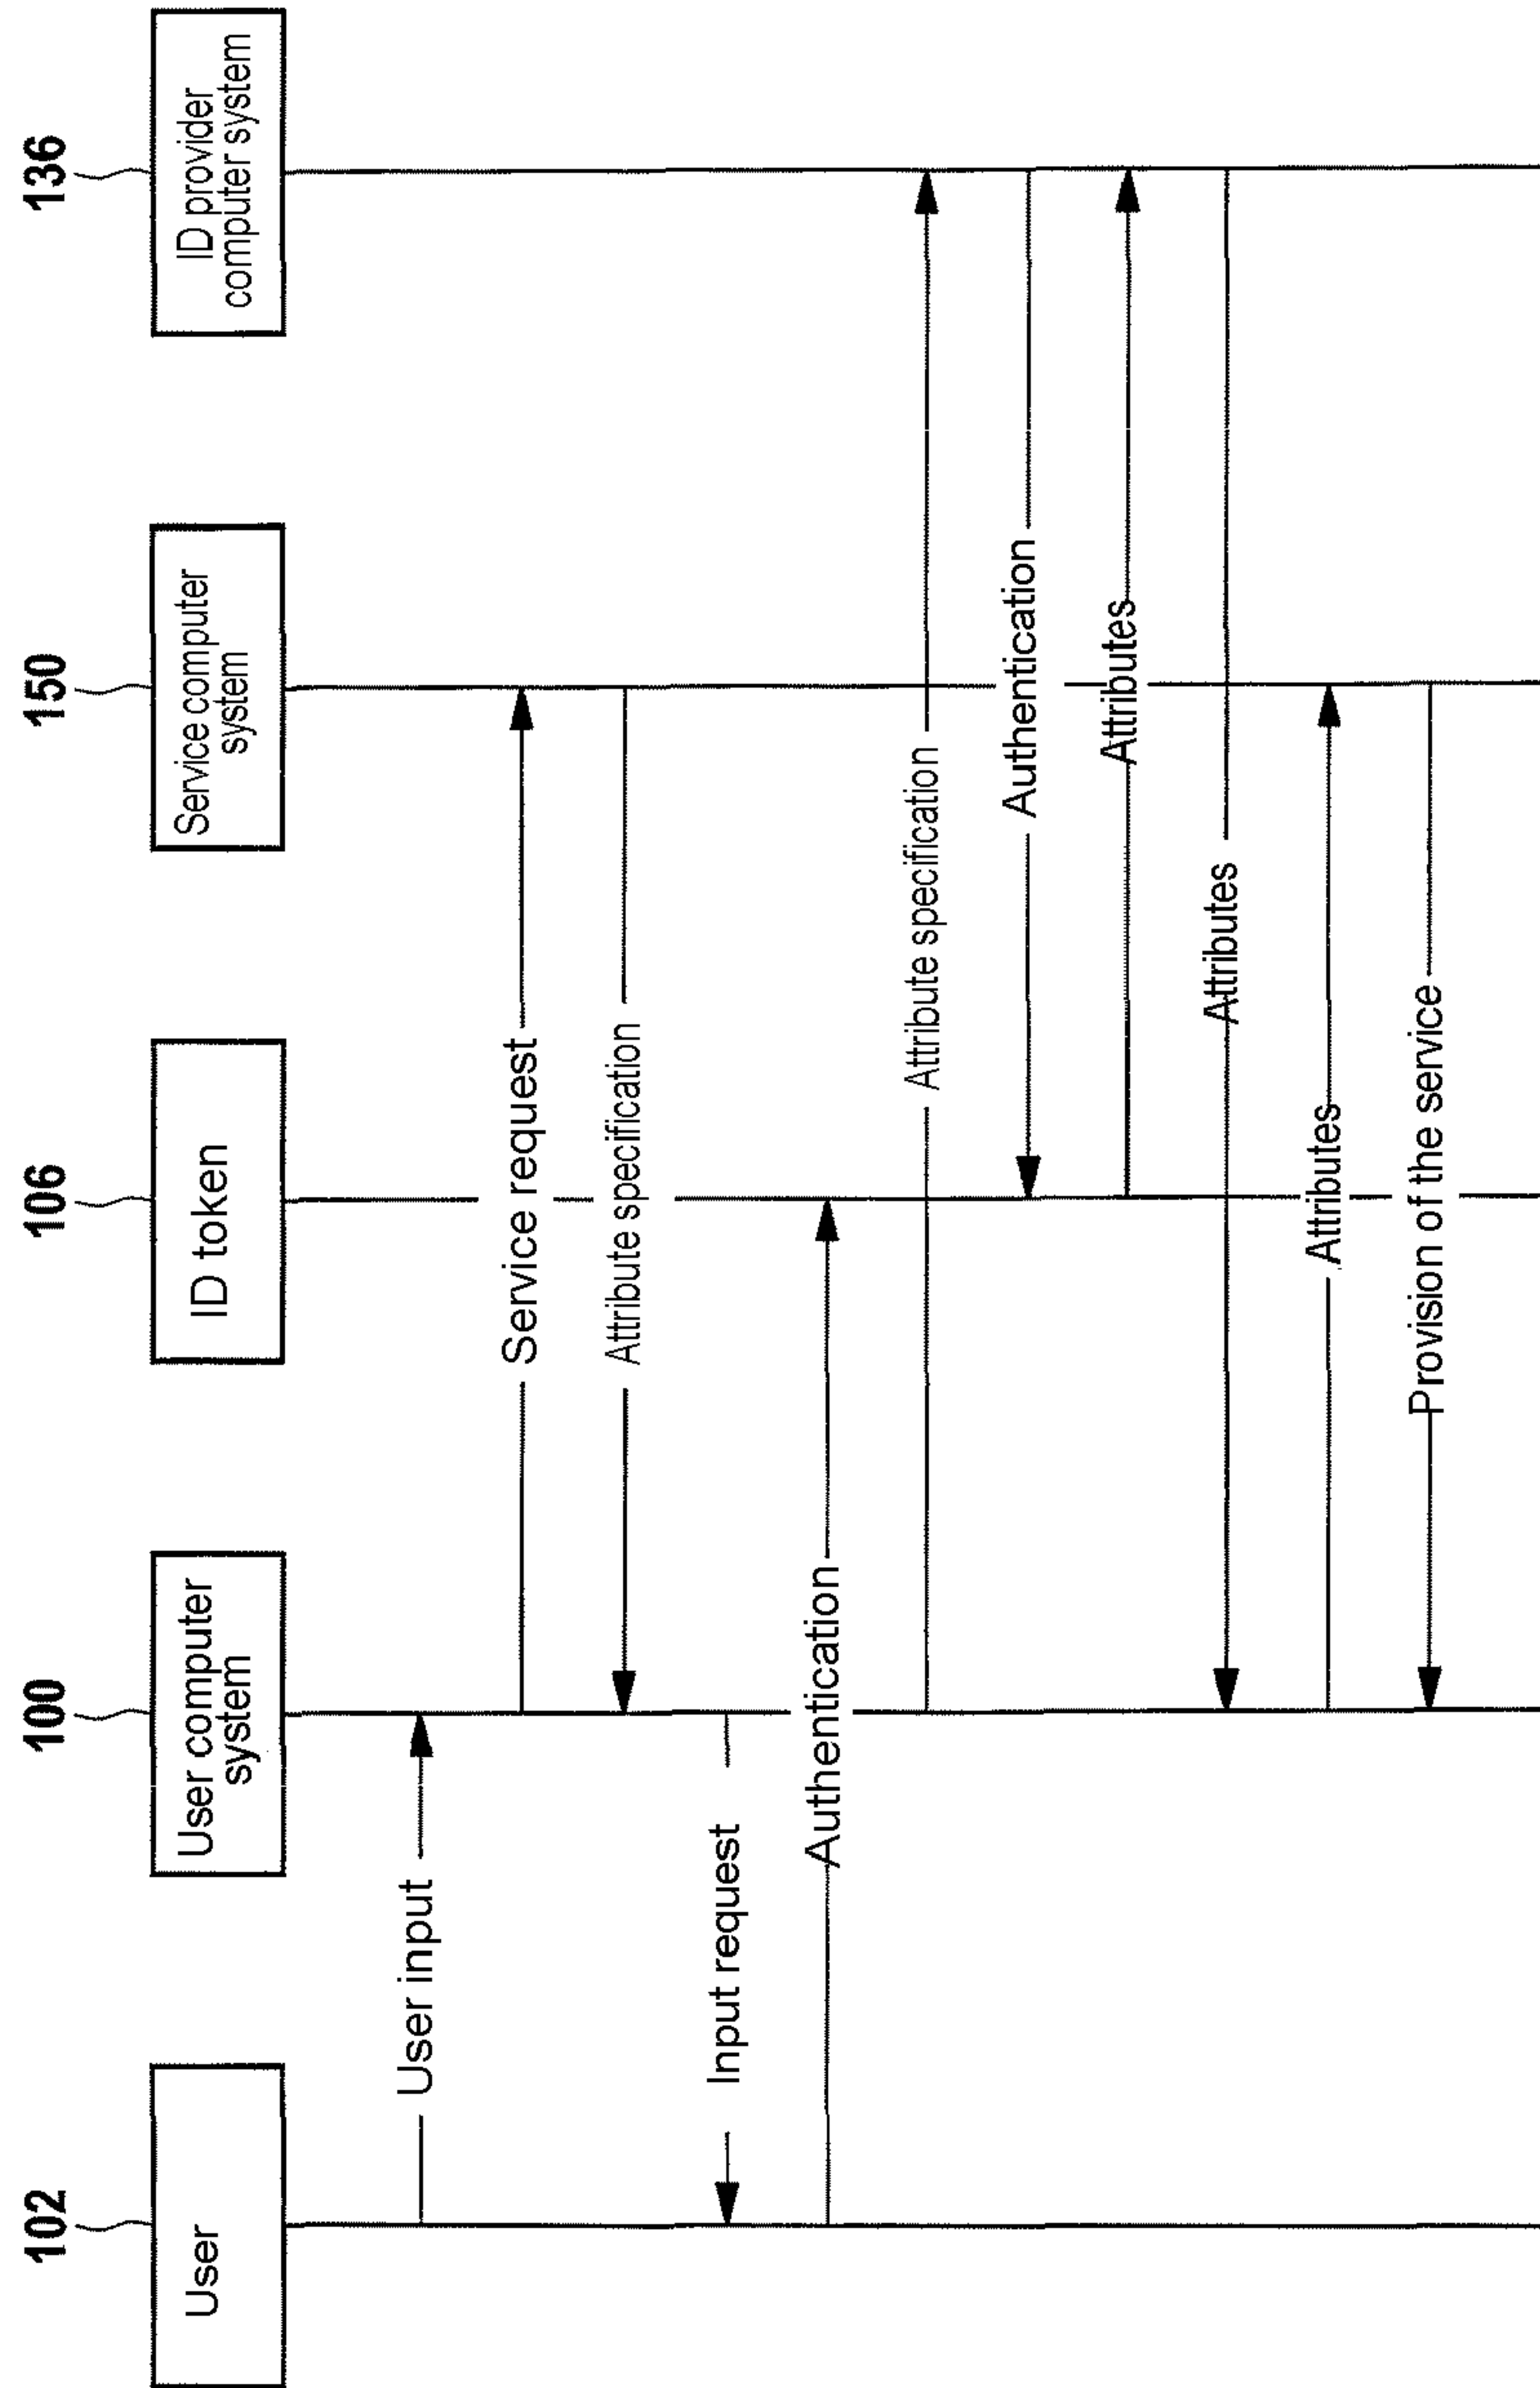 102
100
106
150
136
User
User computer
system
ID token
Service computer
system
ID provider
computer system
User input
Service request
Attribute specification
Input request
Authentication
Attribute specification
Authentication
Attributes
Attributes
Attributes
Provision of the service